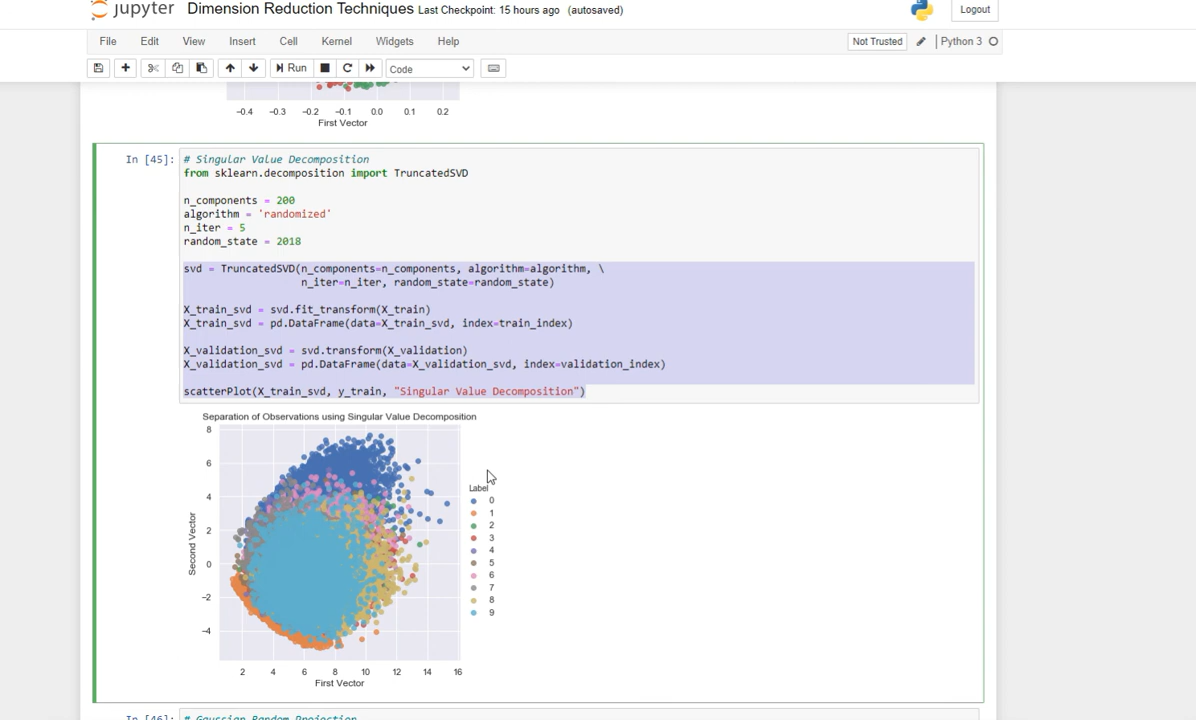 jupyter Dimension Reduction Techniques Last Checkpoint: 15 hours ago (autosaved)
Logout
File Edit View Insert Cell Kernel Widgets Help
Not Trusted
Python 3
Run
Code
-0.4 -0.3 -0.2 -0.1 0.0 0.1 0.2
First Vector
In [45]: # Singular Value Decomposition
from sklearn.decomposition import TruncatedSVD
n_components = 200
algorithm = 'randomized'
n_iter = 5
random_state = 2018
svd = TruncatedSVD(n_components=n_components, algorithm=algorithm, \
n_iter=n_iter, random_state=random_state)
X_train_svd = svd.fit_transform(X_train)
X_train_svd = pd.DataFrame(data=X_train_svd, index=train_index)
X_validation_svd = svd.transform(X_validation)
X_validation_svd = pd.DataFrame(data=X_validation_svd, index=validation_index)
scatterPlot(X_train_svd, y_train, "Singular Value Decomposition")
Separation of Observations using Singular Value Decomposition
8
6
4
2
0
−2
−4
Second Vector
2 4 6 8 10 12 14 16
First Vector
Label
0
1
2
3
4
5
6
7
8
9
In [46]: # Gaussian Random Projection